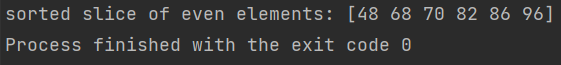 sorted slice of even elements: [48 68 70 82 86 96]
Process finished with the exit code 0